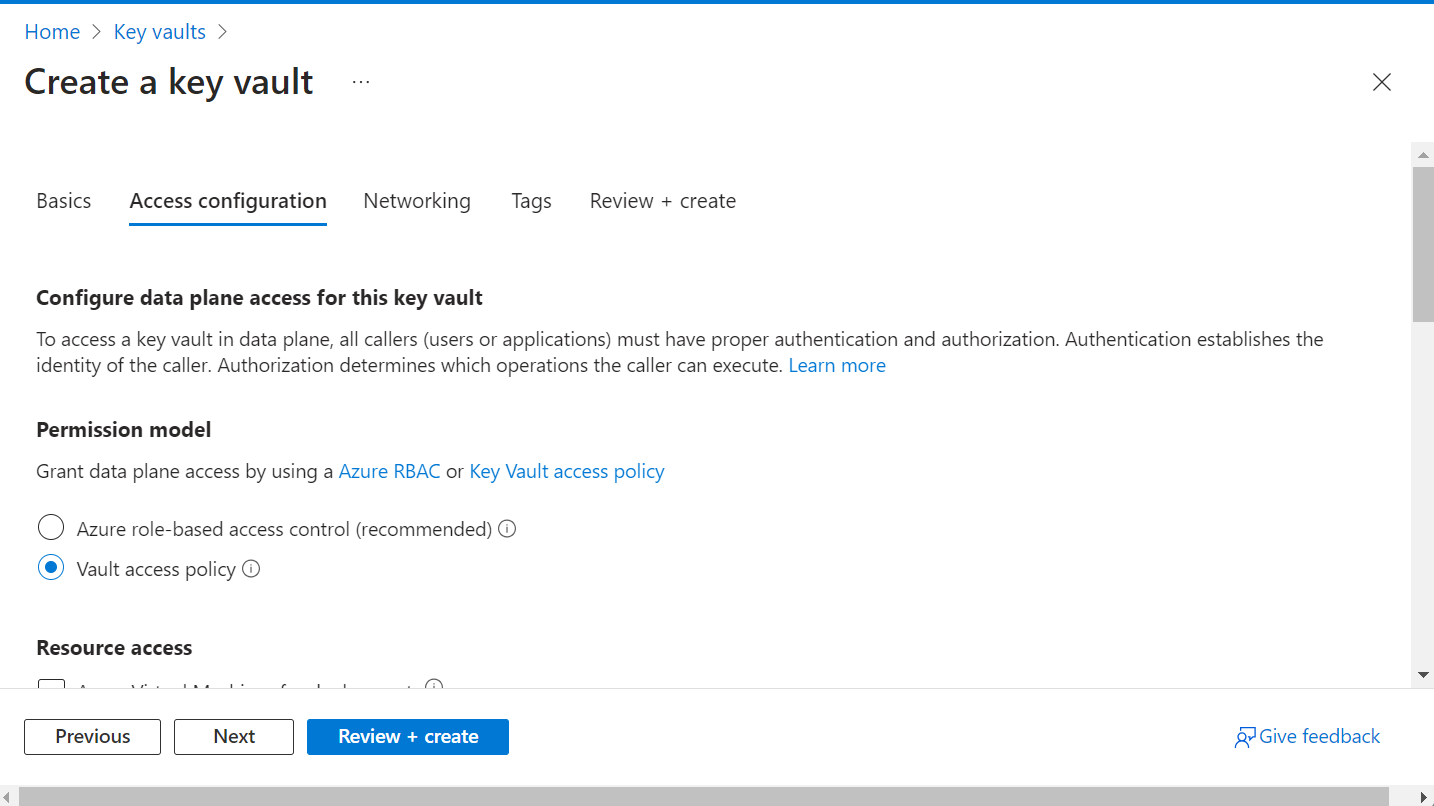 Home > Key vaults >
Create a key vault ...
Basics Access configuration Networking Tags Review + create
Configure data plane access for this key vault
To access a key vault in data plane, all callers (users or applications) must have proper authentication and authorization. Authentication establishes the
identity of the caller. Authorization determines which operations the caller can execute. Learn more
Permission model
Grant data plane access by using a Azure RBAC or Key Vault access policy
Azure role-based access control (recommended)
Vault access policy
Resource access
Previous Next Review + create Give feedback